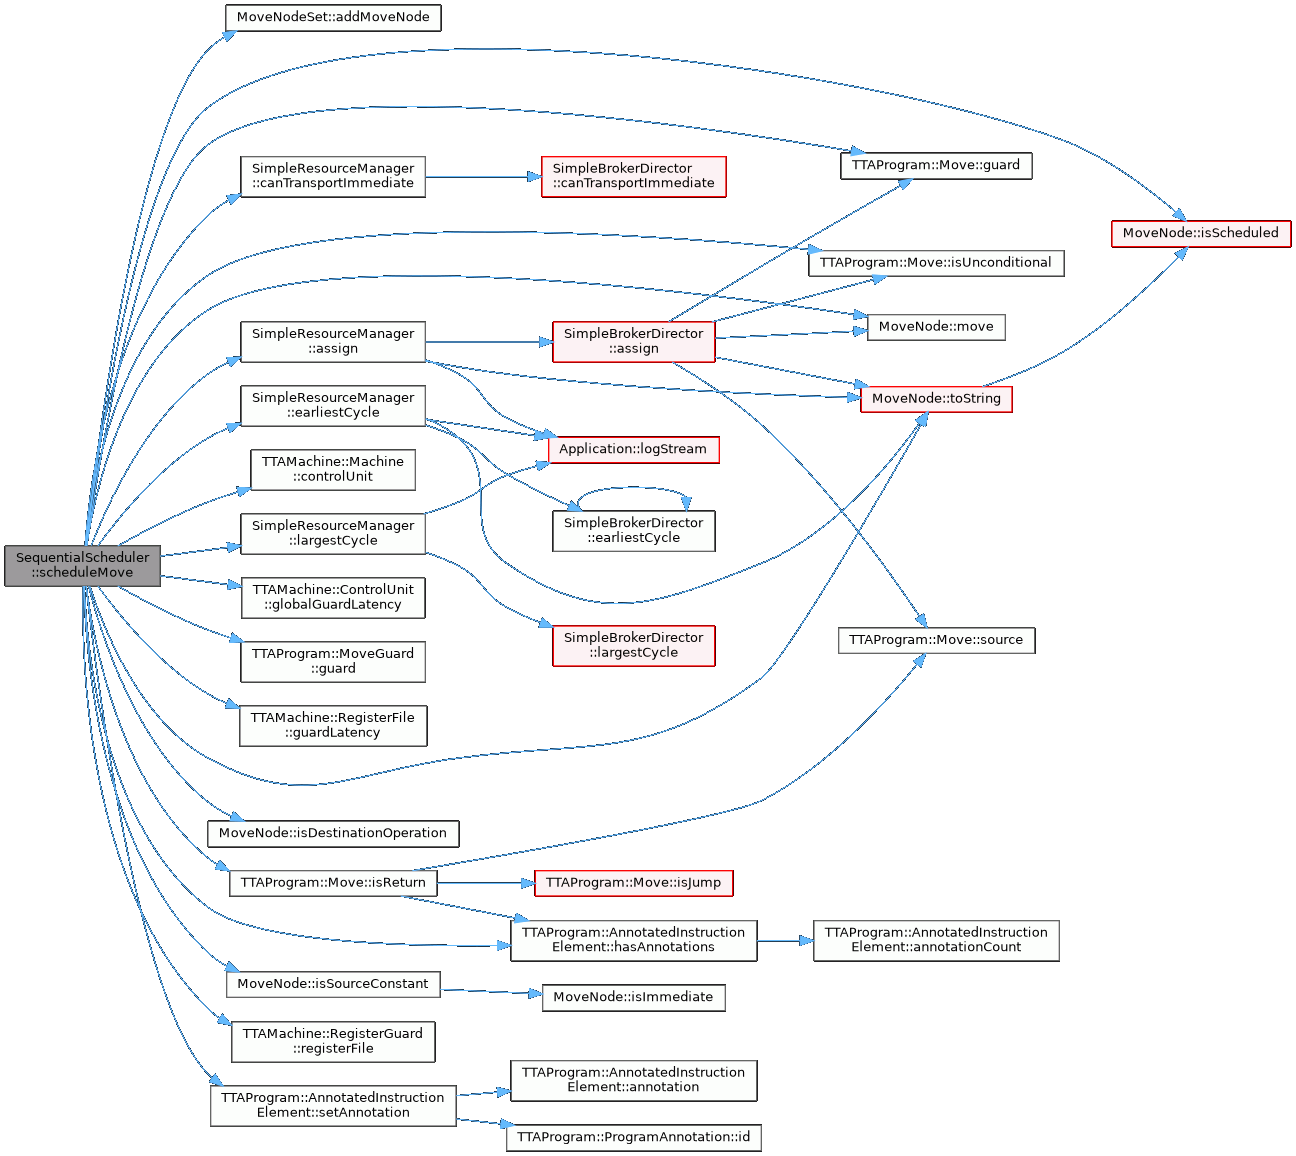 MoveNodeSet::addMoveNode
TTAProgram::Move::guard
SimpleResourceManager
::canTransportImmediate
SimpleBrokerDirector
::canTransportImmediate
MoveNode::isScheduled
TTAProgram::Move::isUnconditional
MoveNode::move
SimpleResourceManager
::assign
SimpleBrokerDirector
::assign
MoveNode::toString
SimpleResourceManager
::earliestCycle
Application::logStream
TTAMachine::Machine
::controlUnit
SimpleResourceManager
::largestCycle
SimpleBrokerDirector
::earliestCycle
SequentialScheduler
::scheduleMove
TTAMachine::ControlUnit
::globalGuardLatency
TTAProgram::MoveGuard
::guard
SimpleBrokerDirector
::largestCycle
TTAProgram::Move::source
TTAMachine::RegisterFile
::guardLatency
MoveNode::isDestinationOperation
TTAProgram::Move::isReturn
TTAProgram::Move::isJump
TTAProgram::AnnotatedInstruction
Element::hasAnnotations
TTAProgram::AnnotatedInstruction
Element::annotationCount
MoveNode::isSourceConstant
MoveNode::isImmediate
TTAMachine::RegisterGuard
::registerFile
TTAProgram::AnnotatedInstruction
Element::setAnnotation
TTAProgram::AnnotatedInstruction
Element::annotation
TTAProgram::ProgramAnnotation::id